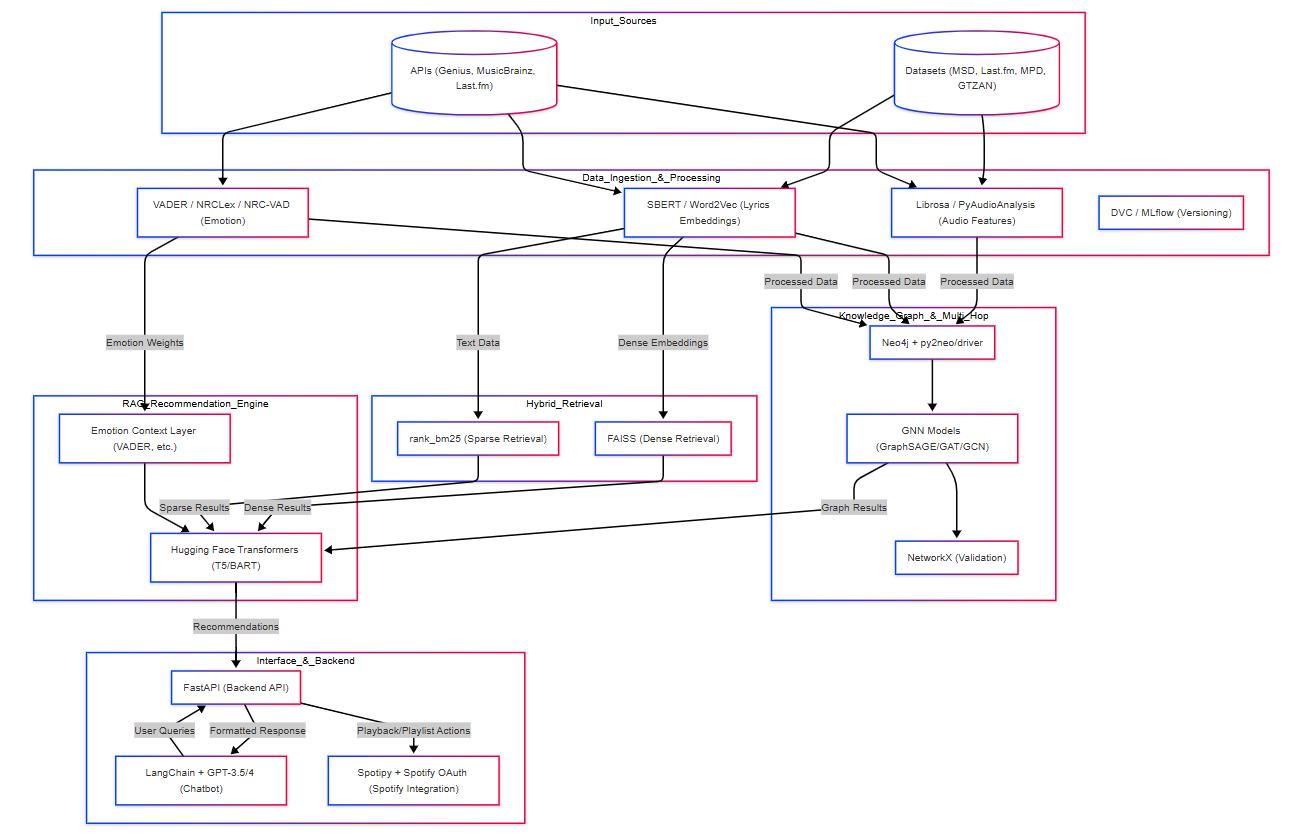 Input_Sources
APIs (Genius, MusicBrainz,
Last.fm)
Datasets (MSD, Last.fm, MPD,
GTZAN)
Data_Ingestion_&_Processing
VADER / NRCLex / NRC-VAD
(Emotion)
SBERT / Word2Vec (Lyrics
Embeddings)
Librosa / PyAudioAnalysis
(Audio Features)
DVC / MLflow (Versioning)
Processed Data
Processed Data
Processed Data
Knowledge_Graph_&_Multi_Hop
Neo4j + py2neo/driver
Emotion Weights
Text Data
Dense Embeddings
RAG_Recommendation_Engine
Emotion Context Layer
(VADER, etc.)
Hybrid_Retrieval
rank_bm25 (Sparse Retrieval)
FAISS (Dense Retrieval)
GNN Models
(GraphSAGE/GAT/GCN)
Sparse Results
Dense Results
Graph Results
Hugging Face Transformers
(T5/BART)
NetworkX (Validation)
Recommendations
Interface_&_Backend
FastAPI (Backend API)
User Queries
Formatted Response
Playback/Playlist Actions
LangChain + GPT-3.5/4
(Chatbot)
Spotipy + Spotify OAuth
(Spotify Integration)